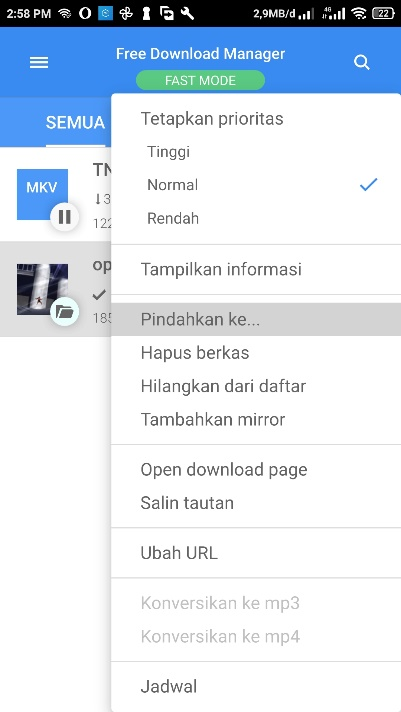 2:58 PM 2,9MB/d 4G 22
Free Download Manager
FAST MODE
SEMUA
MKV
TN
3
122
op
185
Tetapkan prioritas
Tinggi
Normal
Rendah
Tampilkan informasi
Pindahkan ke...
Hapus berkas
Hilangkan dari daftar
Tambahkan mirror
Open download page
Salin tautan
Ubah URL
Konversikan ke mp3
Konversikan ke mp4
Jadwal